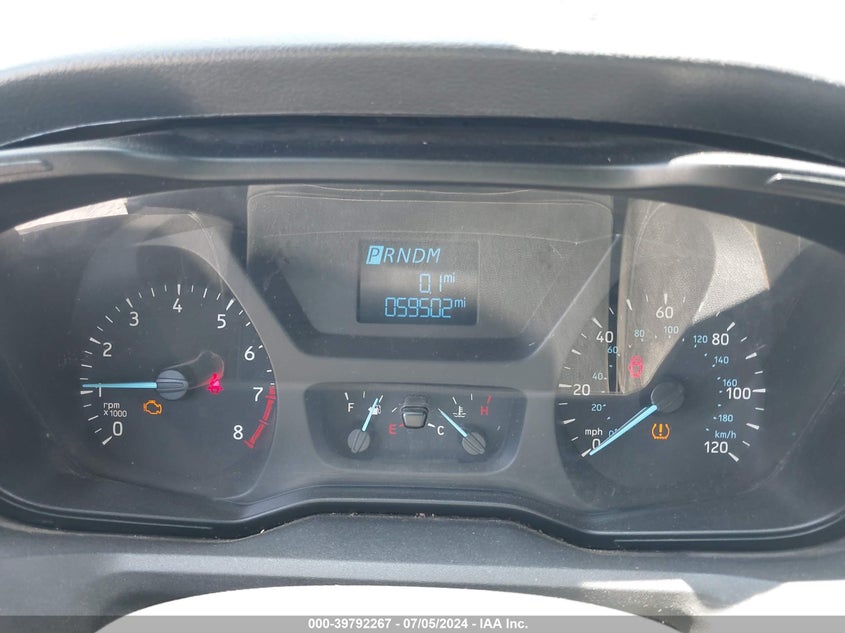 PRNDM
0.1 mi
059502 mi
0 1 2 3 4 5 6 7 8
rpm
x1000
F E
C H
0 20 40 60 80 100 120
20 40 60 80 100 120 140 160 180
mph
km/h
000-39792267 - 07/05/2024 - IAA Inc.